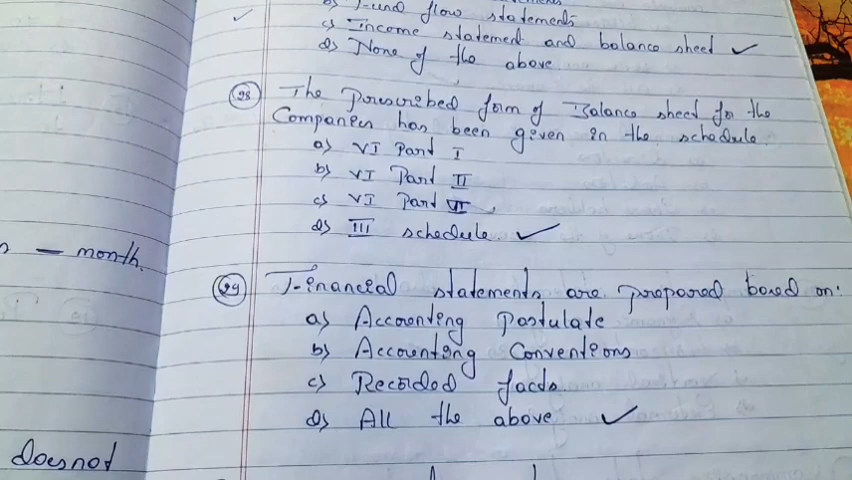 b) Fund flow statements
c) Income statement and balance sheet ✓
d) None of the above
28 The Prescribed form of Balance sheet for the
Companies has been given in the schedule.
a) VI Part I
b) VI Part II
c) VI Part VI
d) III schedule. ✓
— month.
29 Financial statements are prepared based on:
a) Accounting Postulate
b) Accounting Conventions
c) Recorded facts.
d) All the above ✓
does not